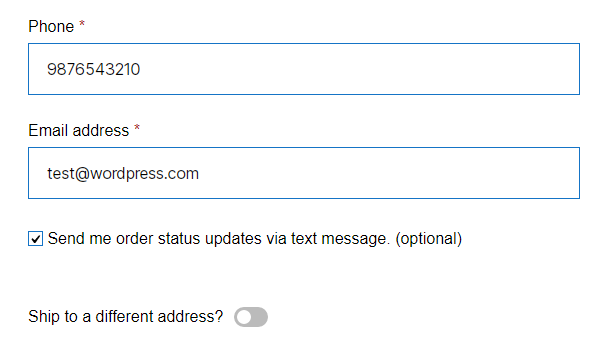 Phone *
9876543210
Email address *
test@wordpress.com
Send me order status updates via text message. (optional)
Ship to a different address?